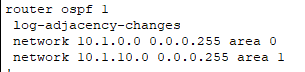 router ospf 1
log-adjacency-changes
network 10.1.0.0 0.0.0.255 area 0
network 10.1.10.0 0.0.0.255 area 1